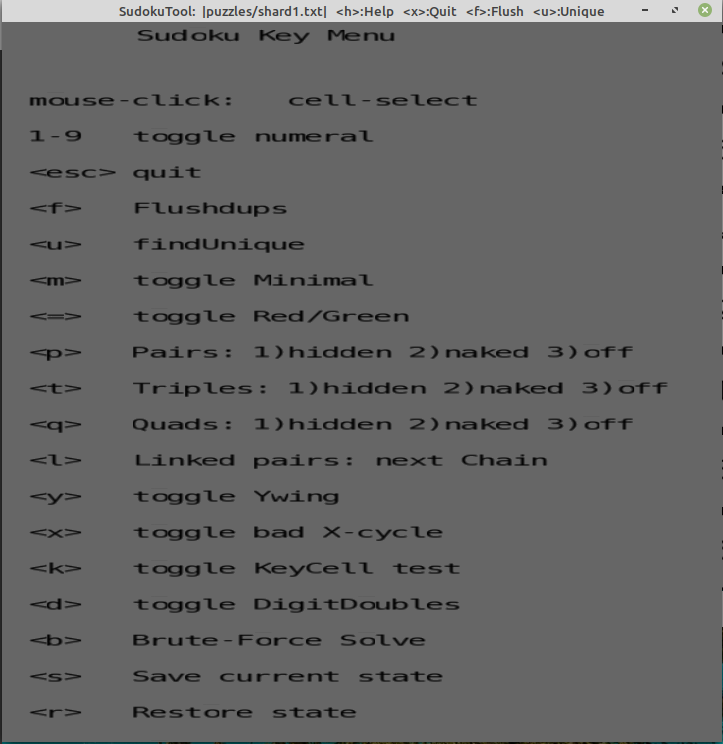 SudokuTool: |puzzles/shard1.txt| <h>:Help <x>:Quit <f>:Flush <u>:Unique
Sudoku Key Menu
mouse-click: cell-select
1-9 toggle numeral
<esc> quit
<f> Flushdups
<u> findUnique
<m> toggle Minimal
<=> toggle Red/Green
<p> Pairs: 1)hidden 2)naked 3)off
<t> Triples: 1)hidden 2)naked 3)off
<q> Quads: 1)hidden 2)naked 3)off
<l> Linked pairs: next Chain
<y> toggle Ywing
<x> toggle bad X-cycle
<k> toggle KeyCell test
<d> toggle DigitDoubles
<b> Brute-Force Solve
<s> Save current state
<r> Restore state